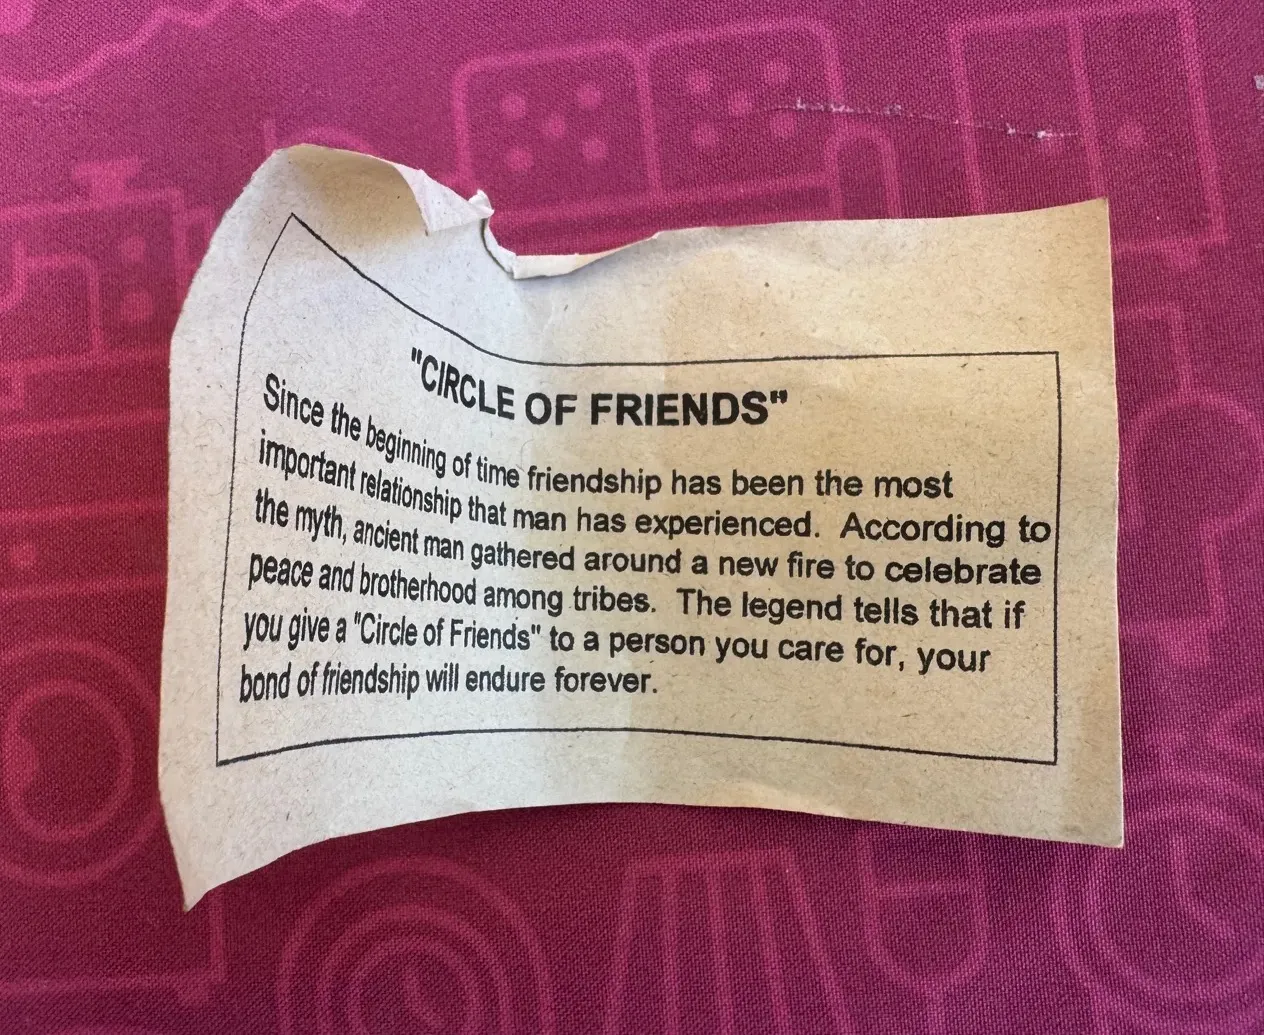 "CIRCLE OF FRIENDS"
Since the beginning of time friendship has been the most
important relationship that man has experienced.  According to
the myth, ancient man gathered around a new fire to celebrate
peace and brotherhood among tribes.  The legend tells that if
you give a "Circle of Friends" to a person you care for, your
bond of friendship will endure forever.